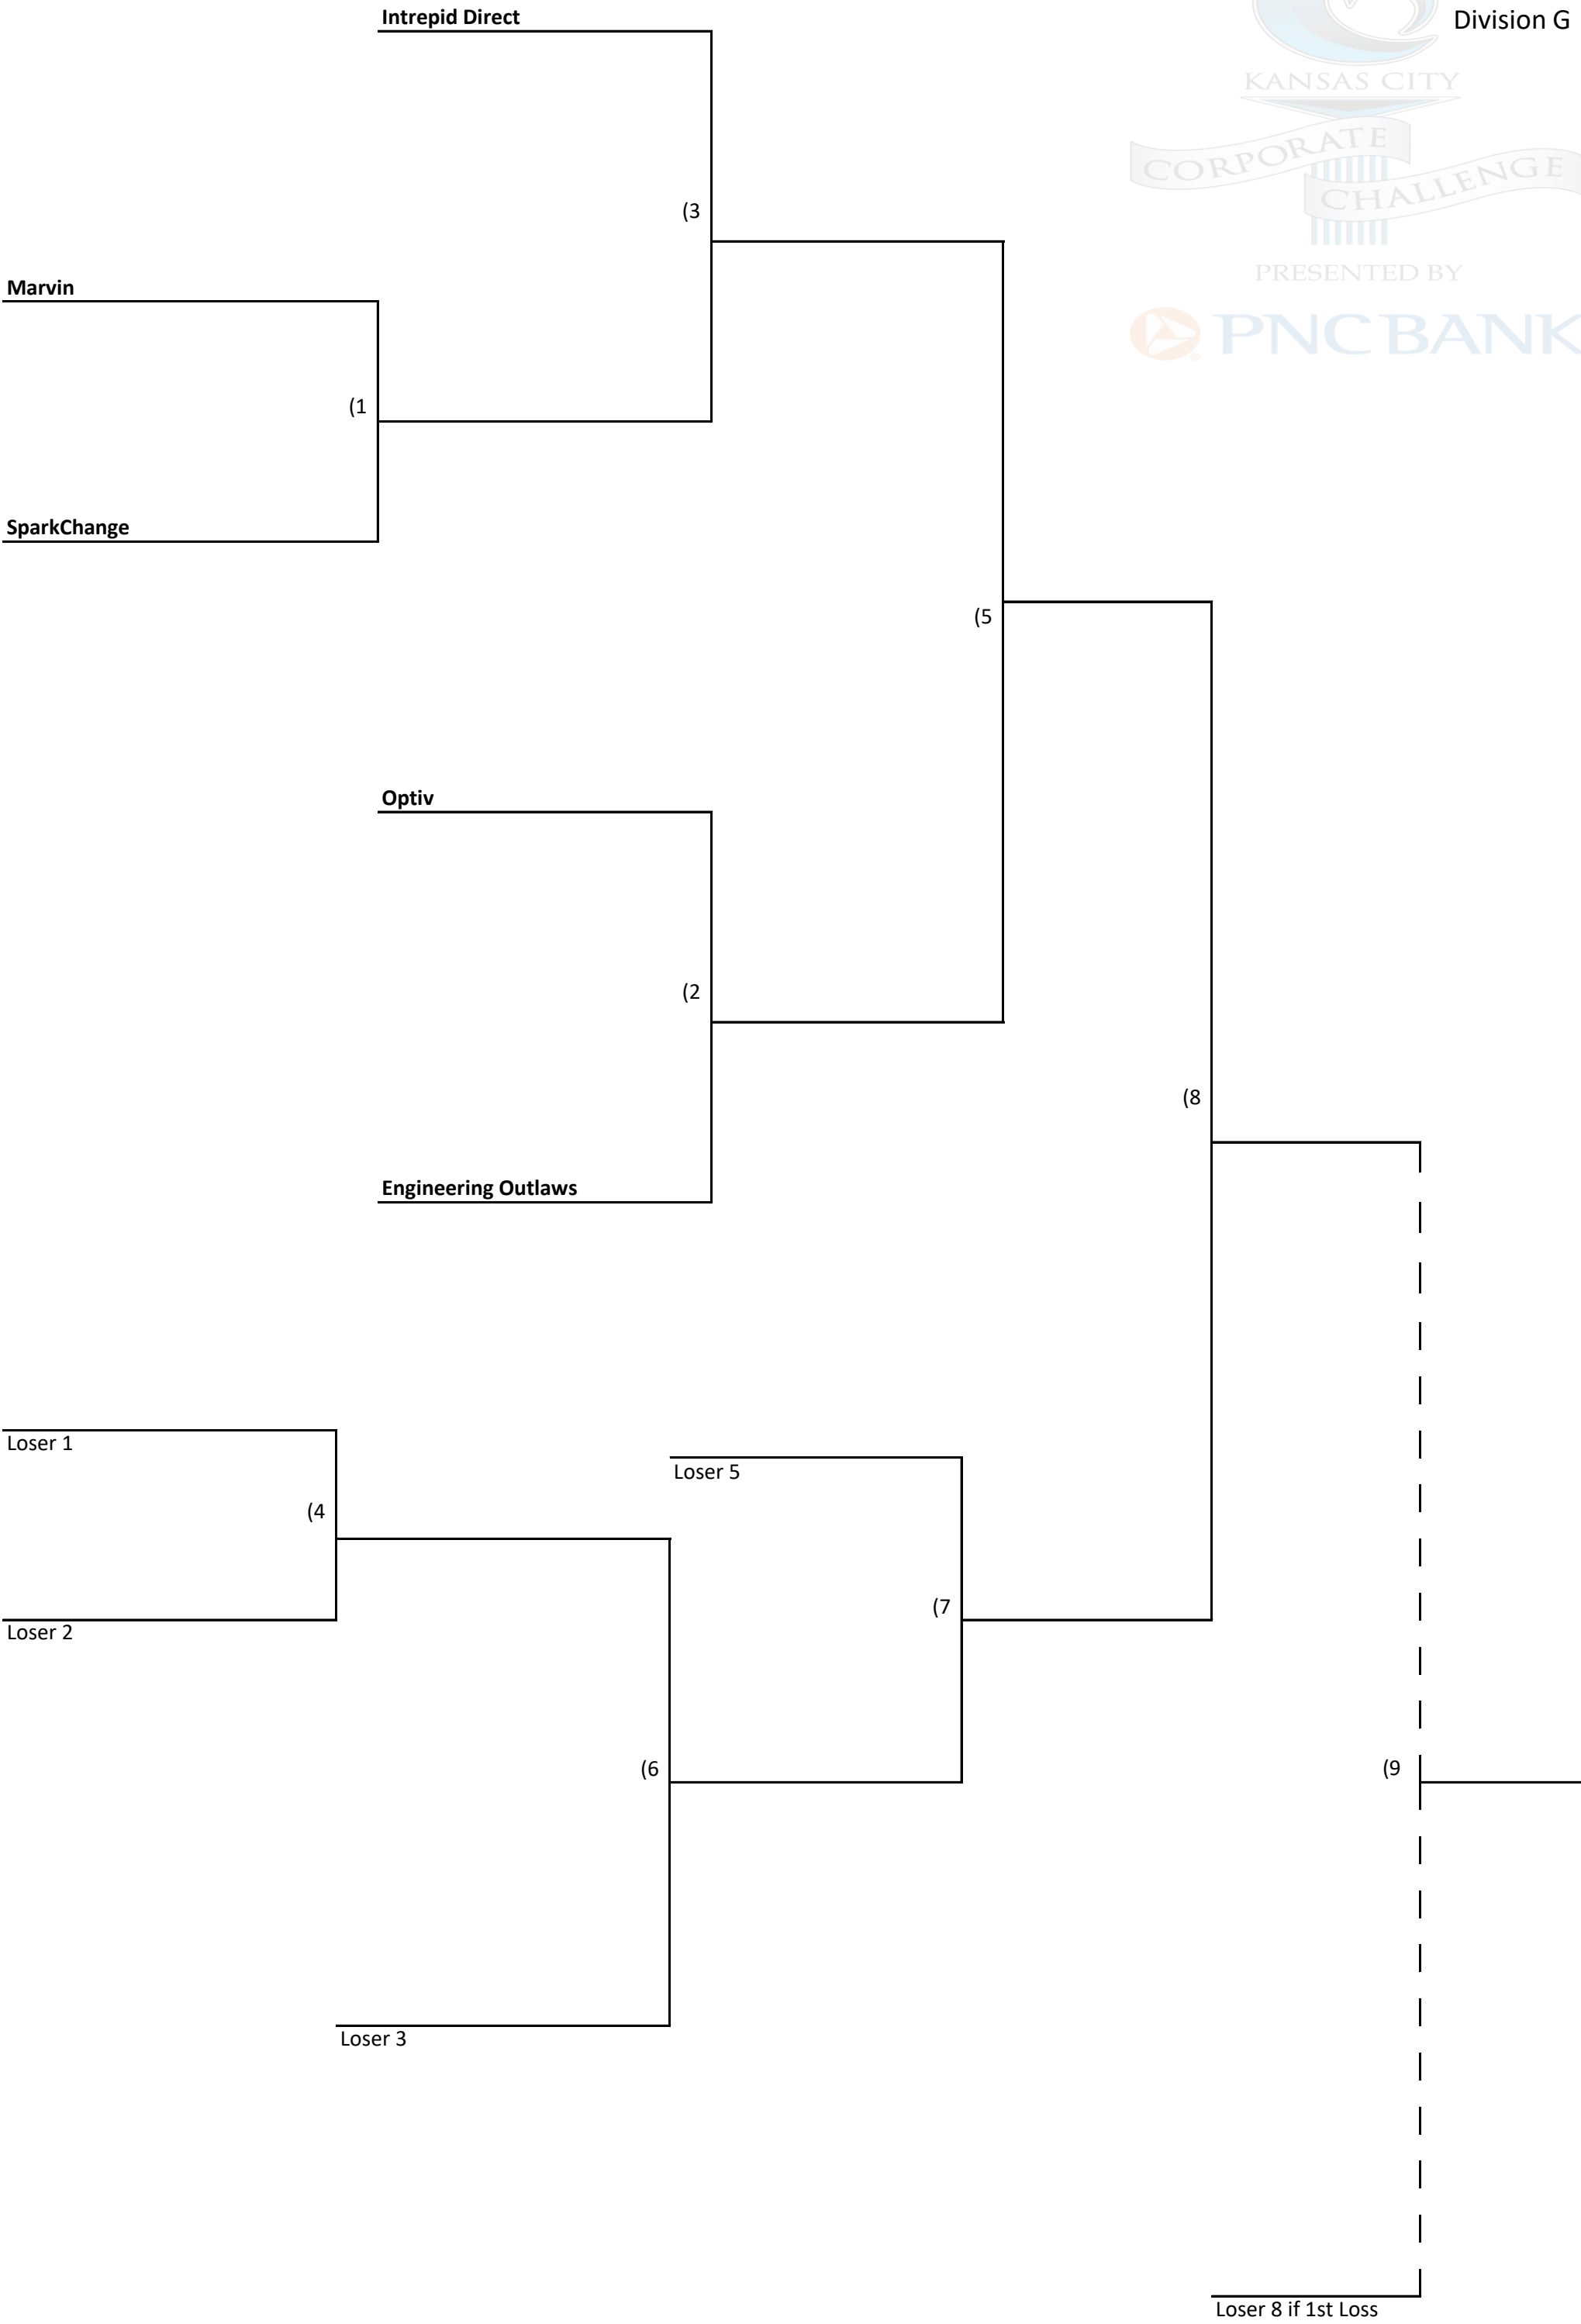 Intrepid Direct
Division G
KANSAS CITY
CORPORATE
CHALLENGE
(3
PRESENTED BY
Marvin
PNC BANK
(1
SparkChange
(5
Optiv
(2
(8
Engineering Outlaws
Loser 1
Loser 5
(4
(7
Loser 2
(6
(9
Loser 3
Loser 8 if 1st Loss